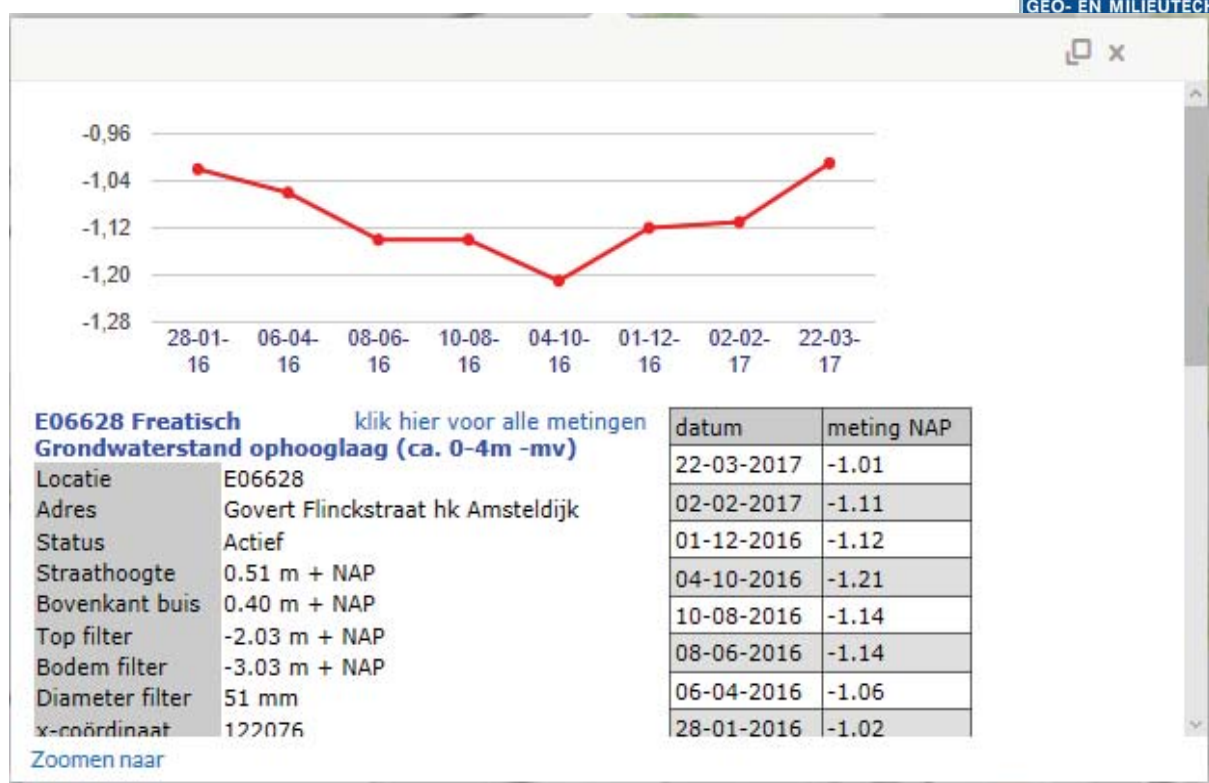 GEO- EN MILIEUTECH
-0,96
-1,04
-1,12
-1,20
-1,28
28-01-16
06-04-16
08-06-16
10-08-16
04-10-16
01-12-16
02-02-17
22-03-17
E06628 Freatisch klik hier voor alle metingen
Grondwaterstand ophooglaag (ca. 0-4m -mv)
Locatie E06628
Adres Govert Flinckstraat hk Amsteldijk
Status Actief
Straathoogte 0.51 m + NAP
Bovenkant buis 0.40 m + NAP
Top filter -2.03 m + NAP
Bodem filter -3.03 m + NAP
Diameter filter 51 mm
x-coördinaat 122076
datum meting NAP
22-03-2017 -1.01
02-02-2017 -1.11
01-12-2016 -1.12
04-10-2016 -1.21
10-08-2016 -1.14
08-06-2016 -1.14
06-04-2016 -1.06
28-01-2016 -1.02
Zoomen naar